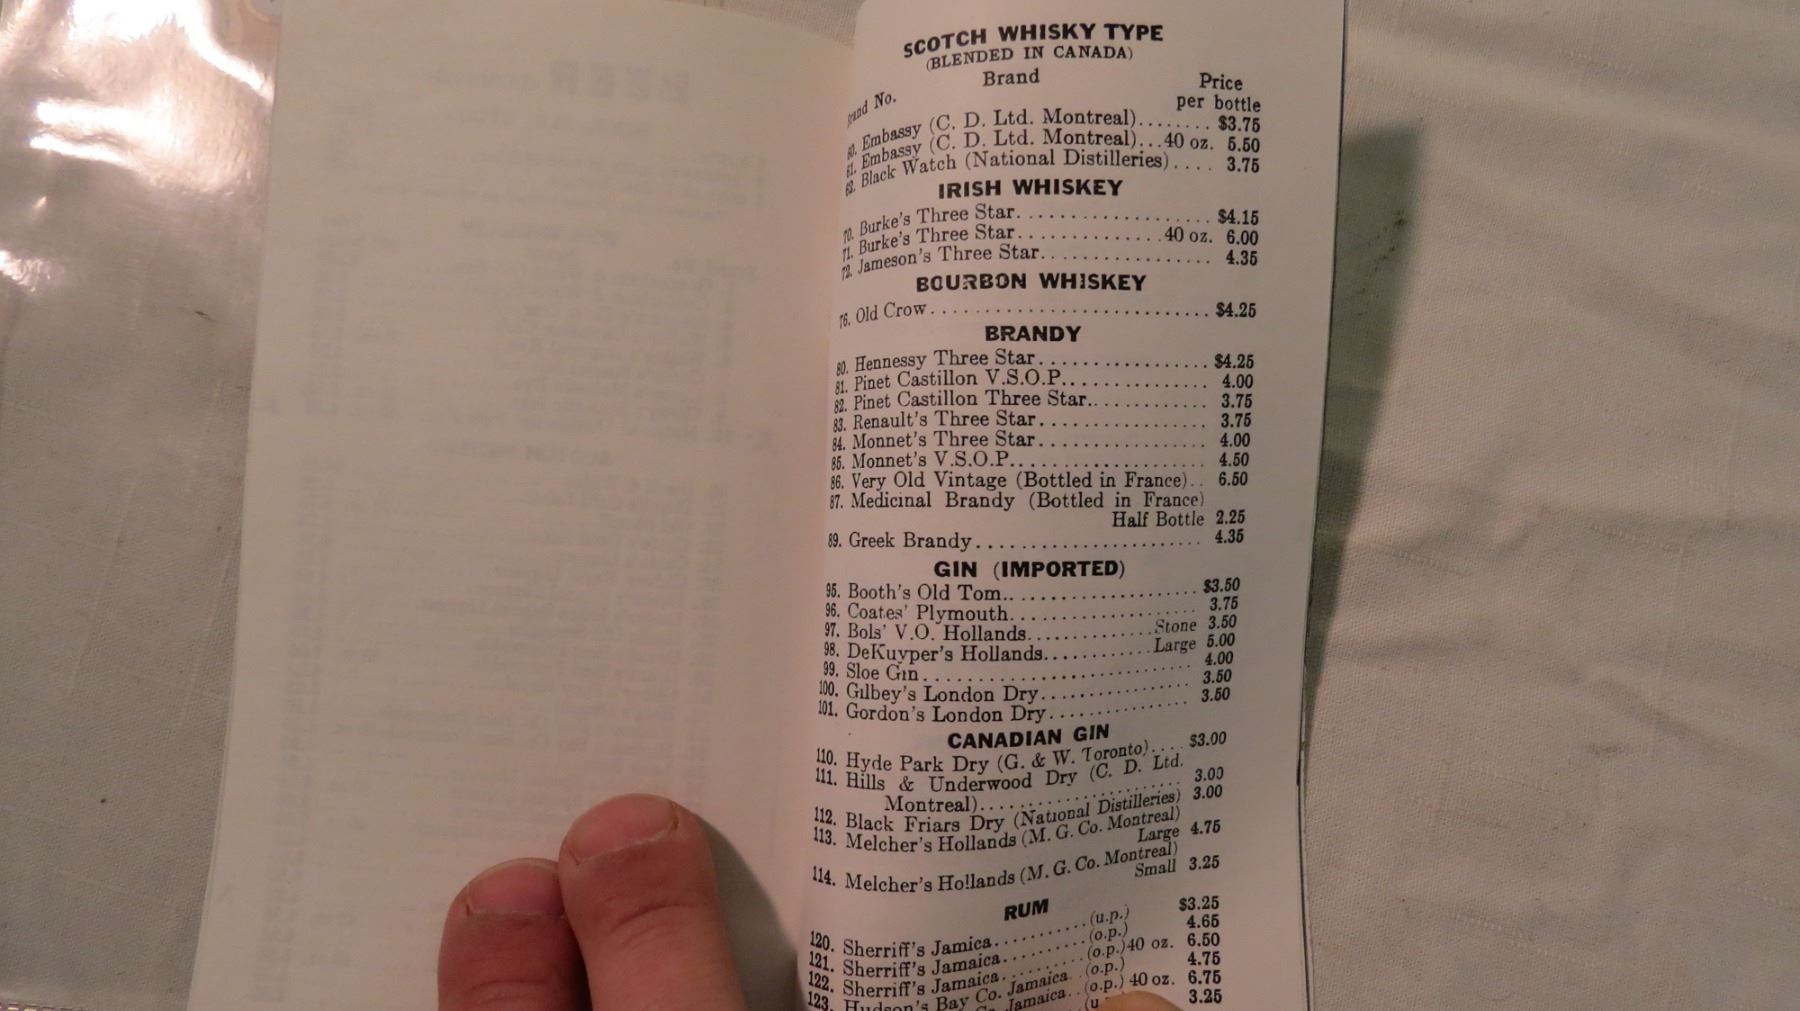 SCOTCH WHISKY TYPE
(BLENDED IN CANADA)
Brand No. Brand Price
per bottle
60. Embassy (C. D. Ltd. Montreal)........ $3.75
61. Embassy (C. D. Ltd. Montreal)...40 oz. 5.50
62. Black Watch (National Distilleries).... 3.75
IRISH WHISKEY
70. Burke's Three Star.................. $4.15
71. Burke's Three Star.............40 oz. 6.00
72. Jameson's Three Star................ 4.35
BOURBON WHISKEY
76. Old Crow.......................... $4.25
BRANDY
80. Hennessy Three Star................ $4.25
81. Pinet Castillon V.S.O.P.............. 4.00
82. Pinet Castillon Three Star............ 3.75
83. Renault's Three Star................ 3.75
84. Monnet's Three Star................ 4.00
85. Monnet's V.S.O.P................... 4.50
86. Very Old Vintage (Bottled in France).. 6.50
87. Medicinal Brandy (Bottled in France)
Half Bottle 2.25
89. Greek Brandy...................... 4.35
GIN (IMPORTED)
95. Booth's Old Tom.................... $3.50
96. Coates' Plymouth................... 3.75
97. Bols' V.O. Hollands............Stone 3.50
98. DeKuyper's Hollands..........Large 5.00
99. Sloe Gin.......................... 4.00
100. Gilbey's London Dry................ 3.50
101. Gordon's London Dry............... 3.50
CANADIAN GIN
110. Hyde Park Dry (G. & W. Toronto).... $3.00
111. Hills & Underwood Dry (C. D. Ltd.
Montreal)..................... 3.00
112. Black Friars Dry (National Distilleries) 3.00
113. Melcher's Hollands (M. G. Co. Montreal)
Large 4.75
114. Melcher's Hollands (M. G. Co. Montreal)
Small 3.25
RUM
120. Sherriff's Jamica..........(u.p.) $3.25
121. Sherriff's Jamaica.........(o.p.) 4.65
122. Sherriff's Jamaica.........(o.p.) 40 oz. 6.50
123. Hudson's Bay Co. Jamaica..(o.p.) 4.75
Jamaica..(o.p.) 40 oz. 6.75
3.25